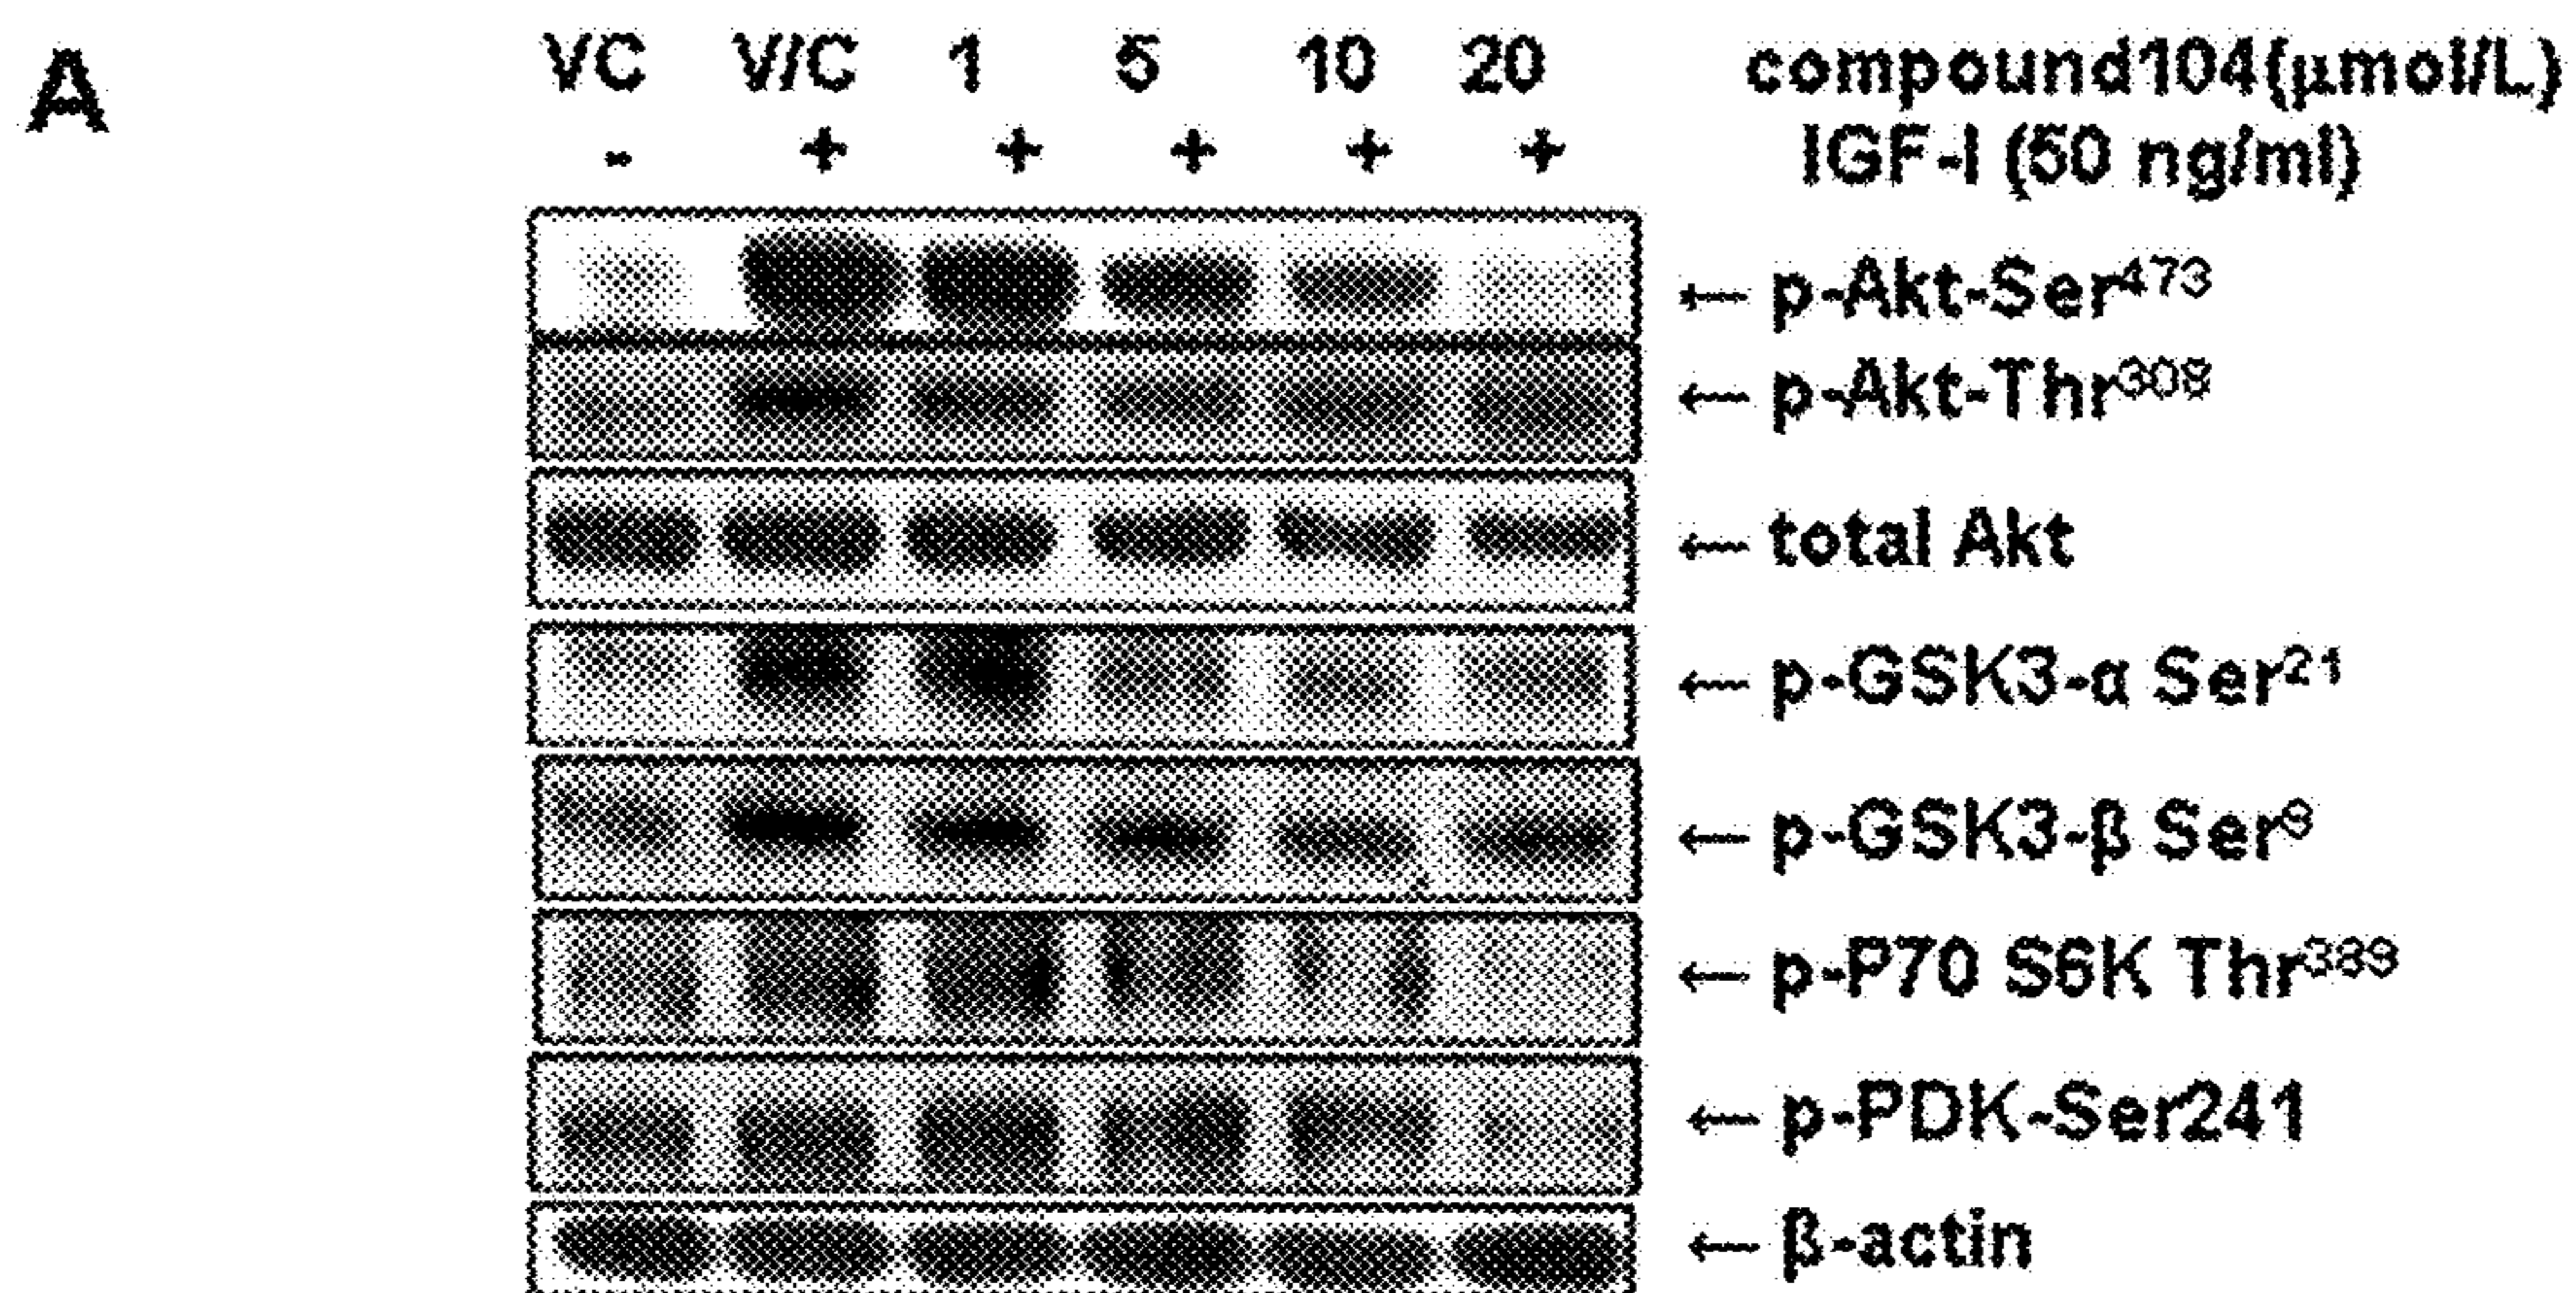 A
VC V/C 1 5 10 20 compound104(μmol/L)
- + + + + + IGF-I (50 ng/ml)
← p-Akt-Ser⁴⁷³
← p-Akt-Thr³⁰⁸
← total Akt
← p-GSK3-α Ser²¹
← p-GSK3-β Ser⁹
← p-P70 S6K Thr³⁸⁹
← p-PDK-Ser241
← β-actin